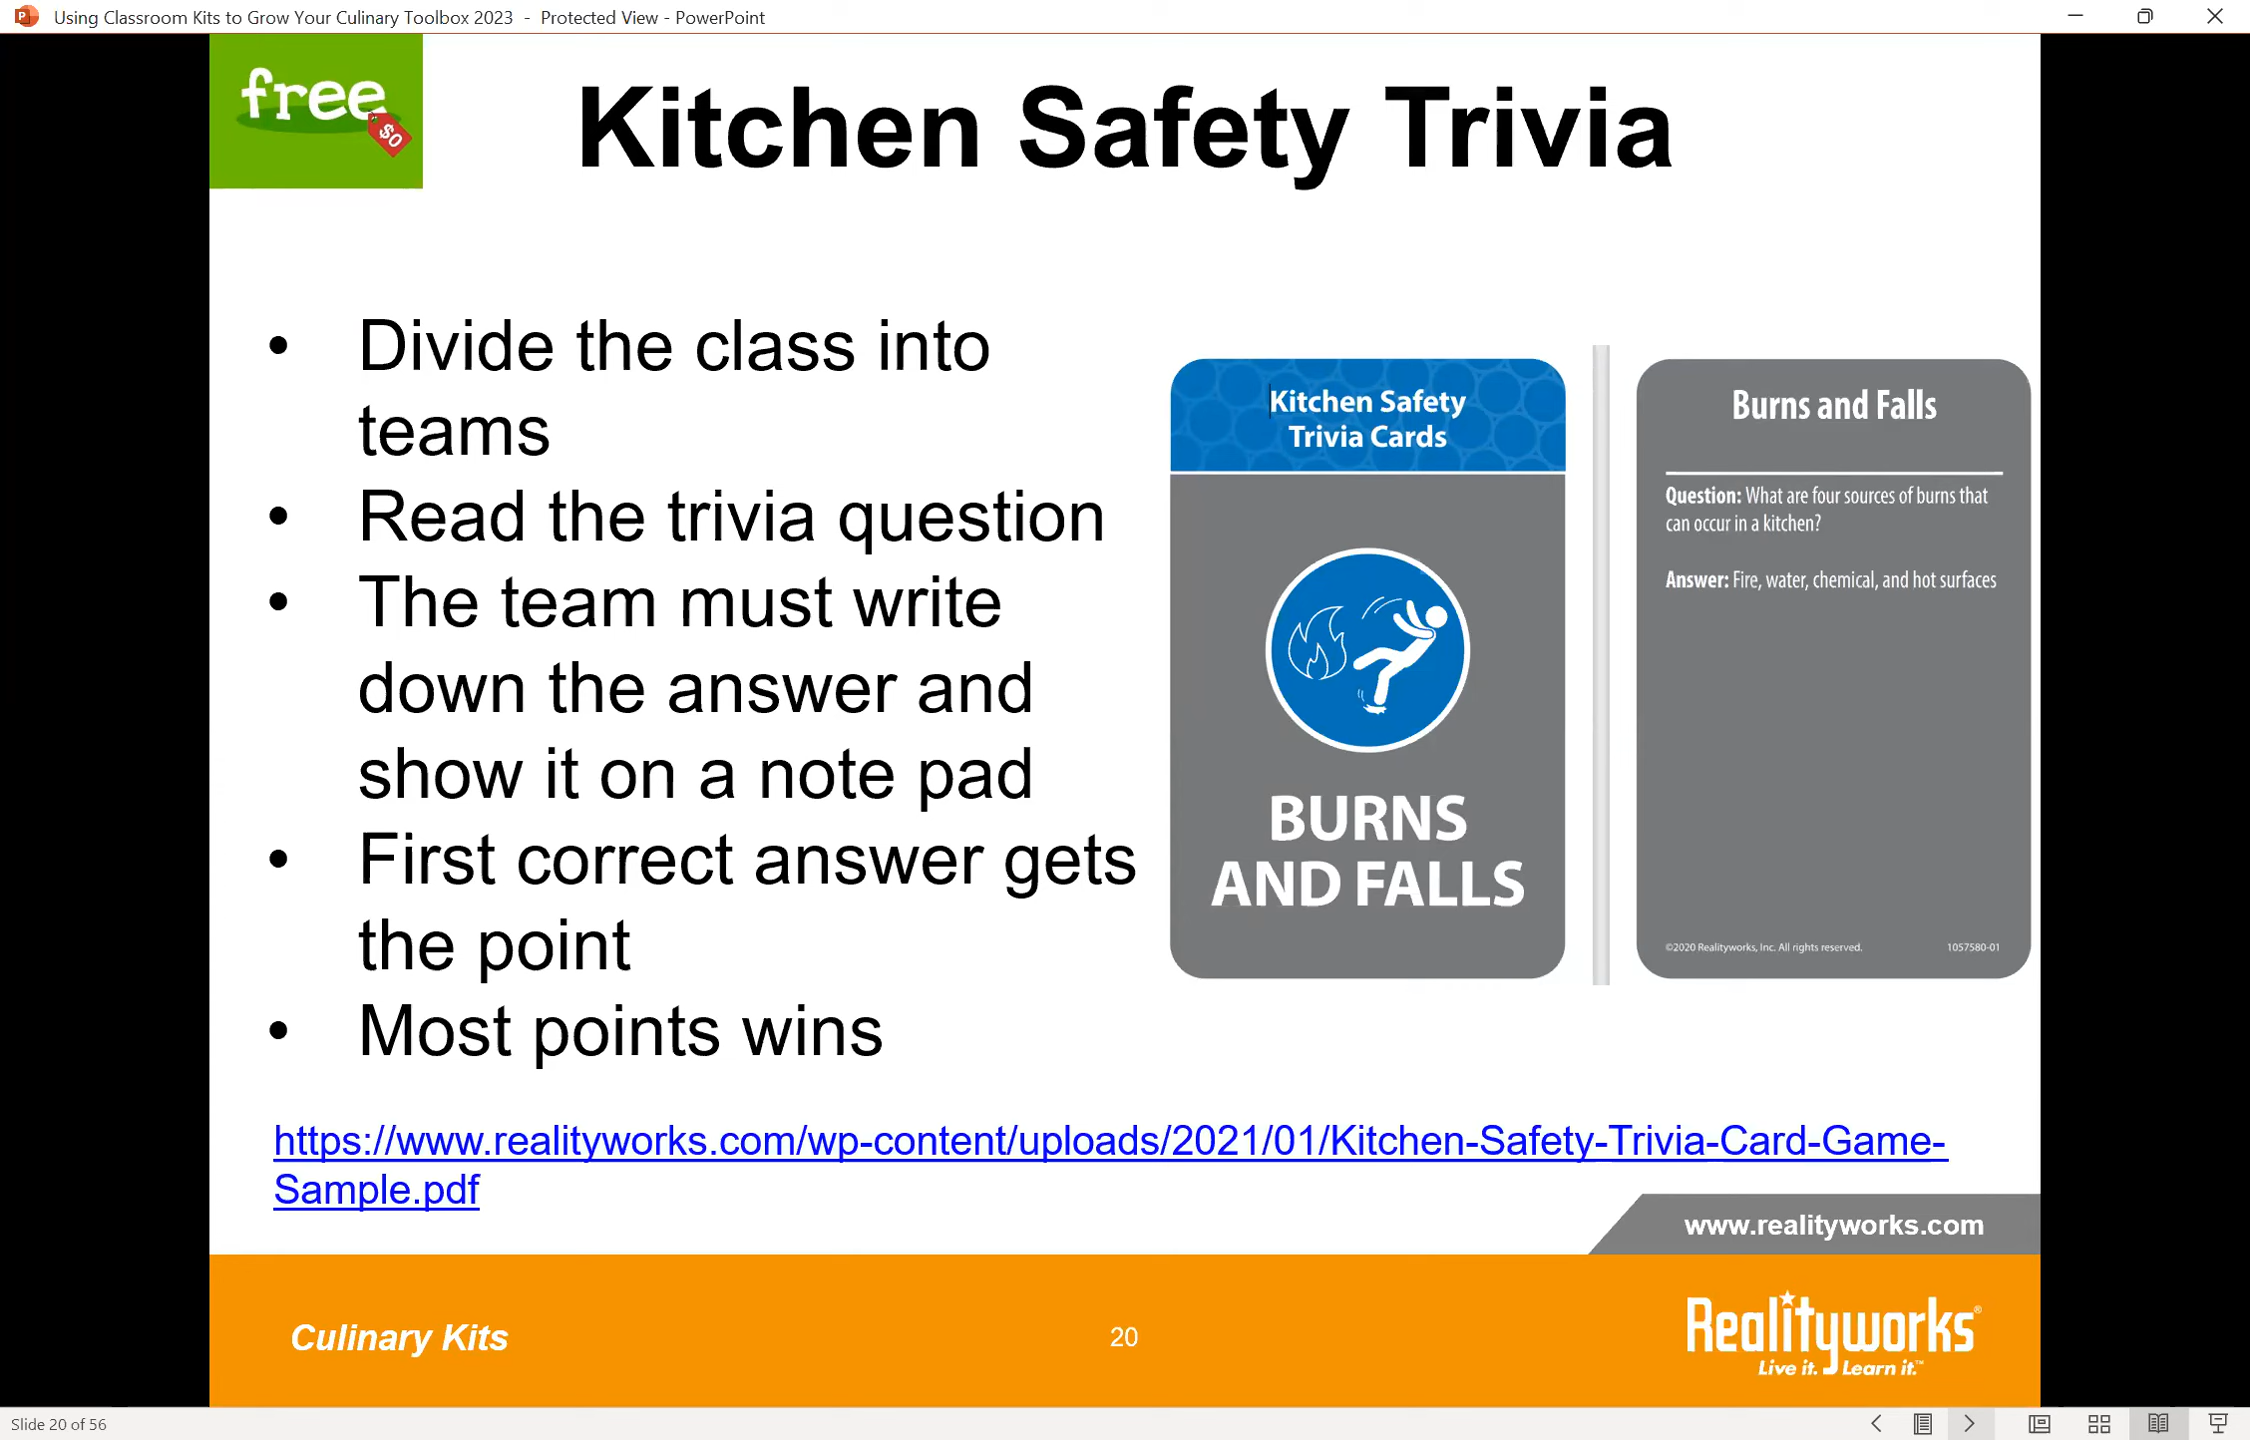 Using Classroom Kits to Grow Your Culinary Toolbox 2023 - Protected View - PowerPoint
free
$0
Kitchen Safety Trivia
• Divide the class into
teams
• Read the trivia question
• The team must write
down the answer and
show it on a note pad
• First correct answer gets
the point
• Most points wins
Kitchen Safety
Trivia Cards
BURNS
AND FALLS
Burns and Falls
Question: What are four sources of burns that
can occur in a kitchen?
Answer: Fire, water, chemical, and hot surfaces
©2020 Realityworks, Inc. All rights reserved. 1057580-01
https://www.realityworks.com/wp-content/uploads/2021/01/Kitchen-Safety-Trivia-Card-Game-
Sample.pdf
www.realityworks.com
Culinary Kits
20
Realityworks®
Live it. Learn it.™
Slide 20 of 56